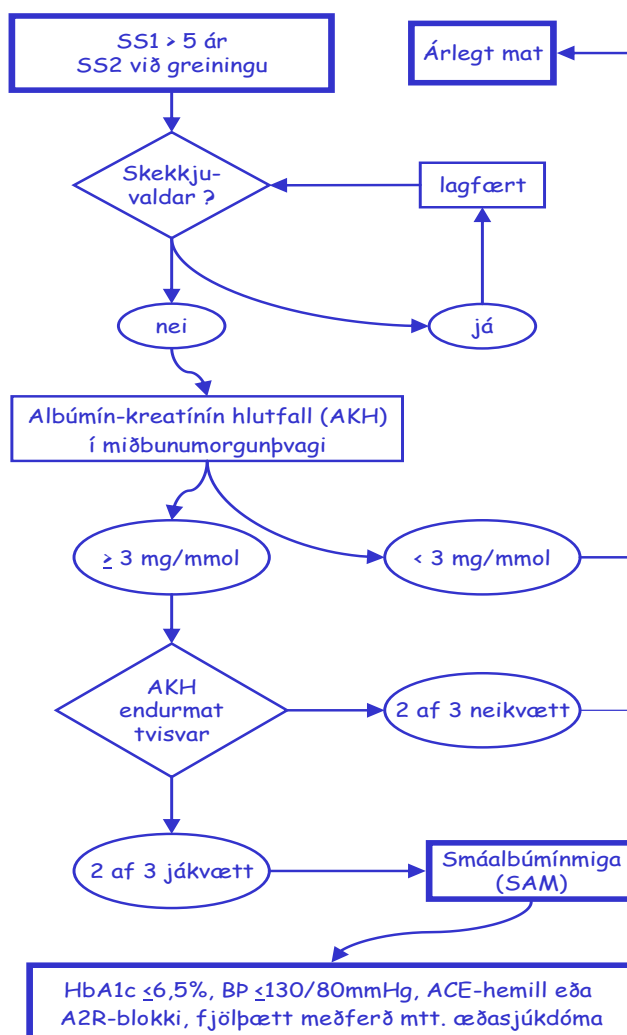 SS1 > 5 ár
SS2 við greiningu
Árlegt mat
Skekkju-
valdar ?
lagfært
nei
já
Albúmín-kreatínín hlutfall (AKH)
í miðbunumorgunþvagi
≥ 3 mg/mmol
< 3 mg/mmol
AKH
endurmat
tvisvar
2 af 3 neikvætt
2 af 3 jákvætt
Smáalbúmínmiga
(SAM)
HbA1c ≤6,5%, BÞ ≤130/80mmHg, ACE-hemill eða
A2R-blokki, fjölþætt meðferð mtt. æðasjúkdóma